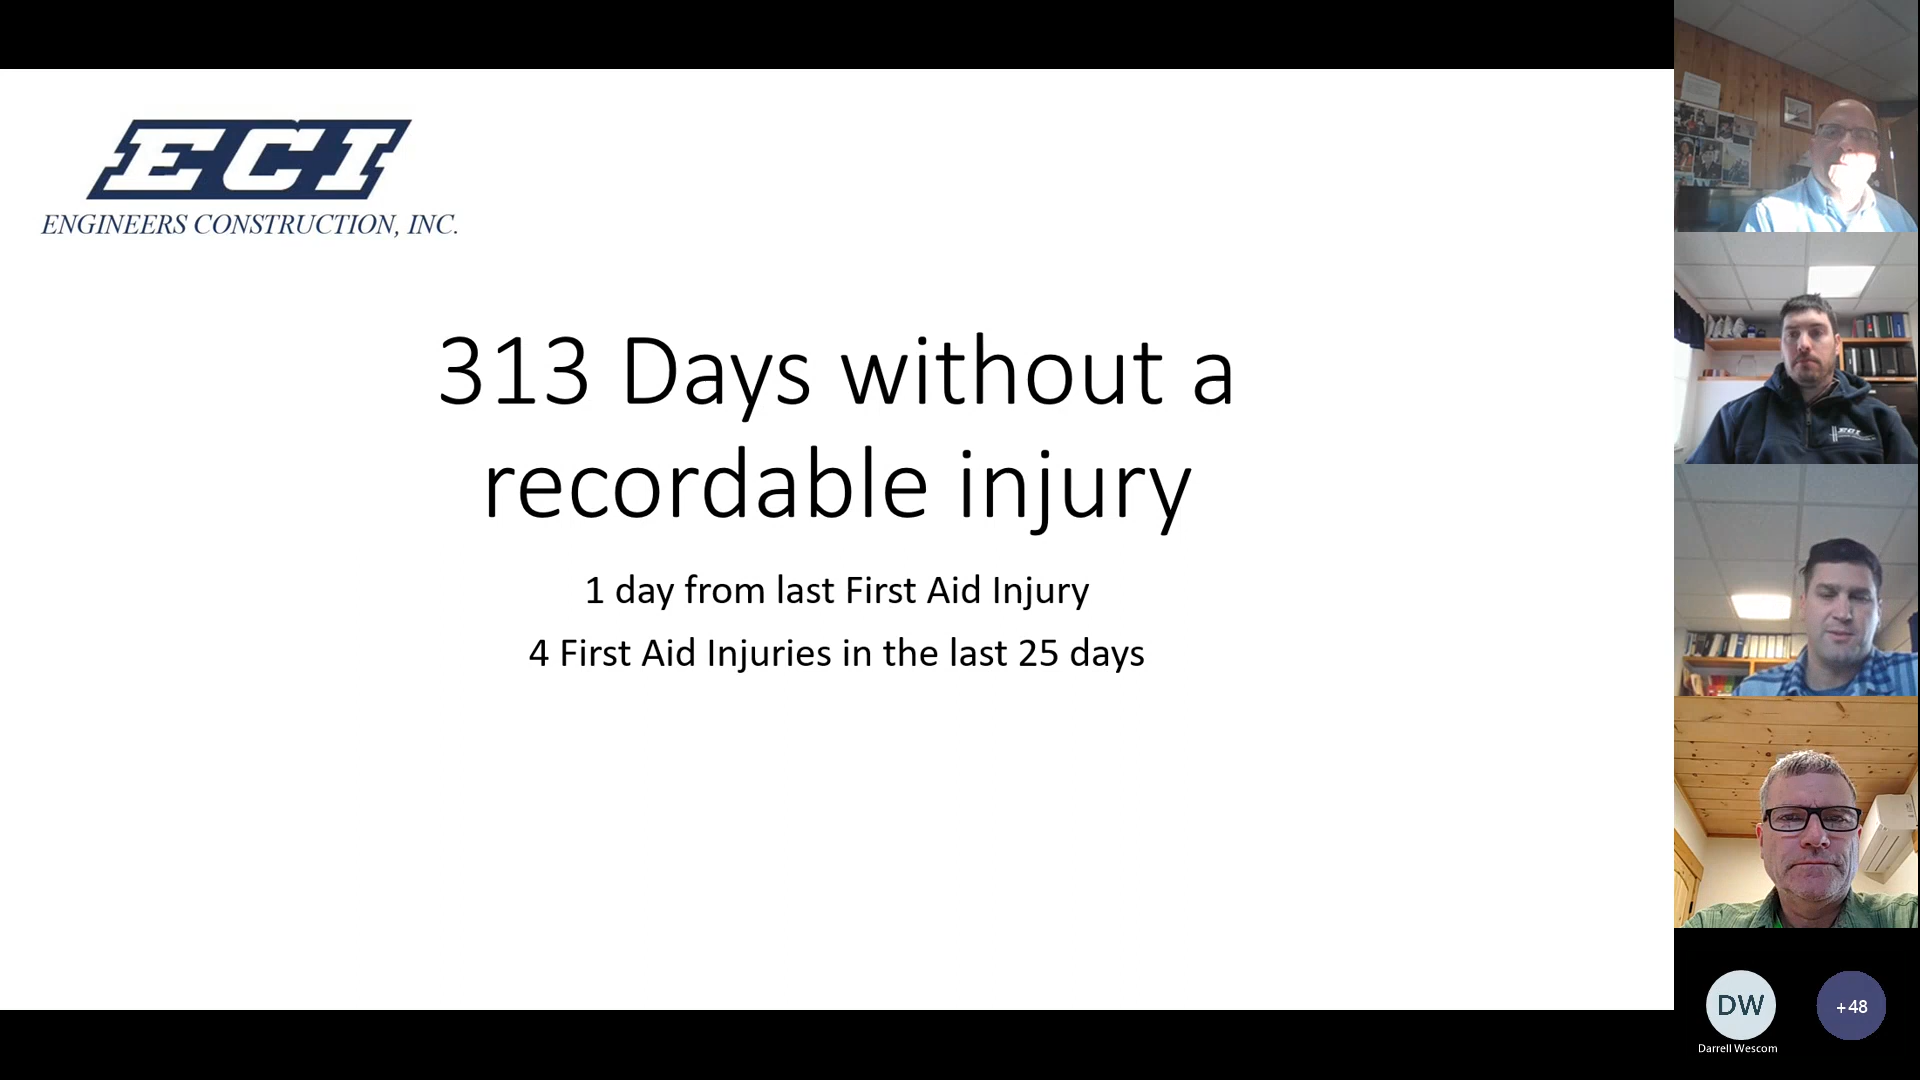 ECI
ENGINEERS CONSTRUCTION, INC.
313 Days without a
recordable injury
1 day from last First Aid Injury
4 First Aid Injuries in the last 25 days
ECI
DW
+48
Darrell Wescom